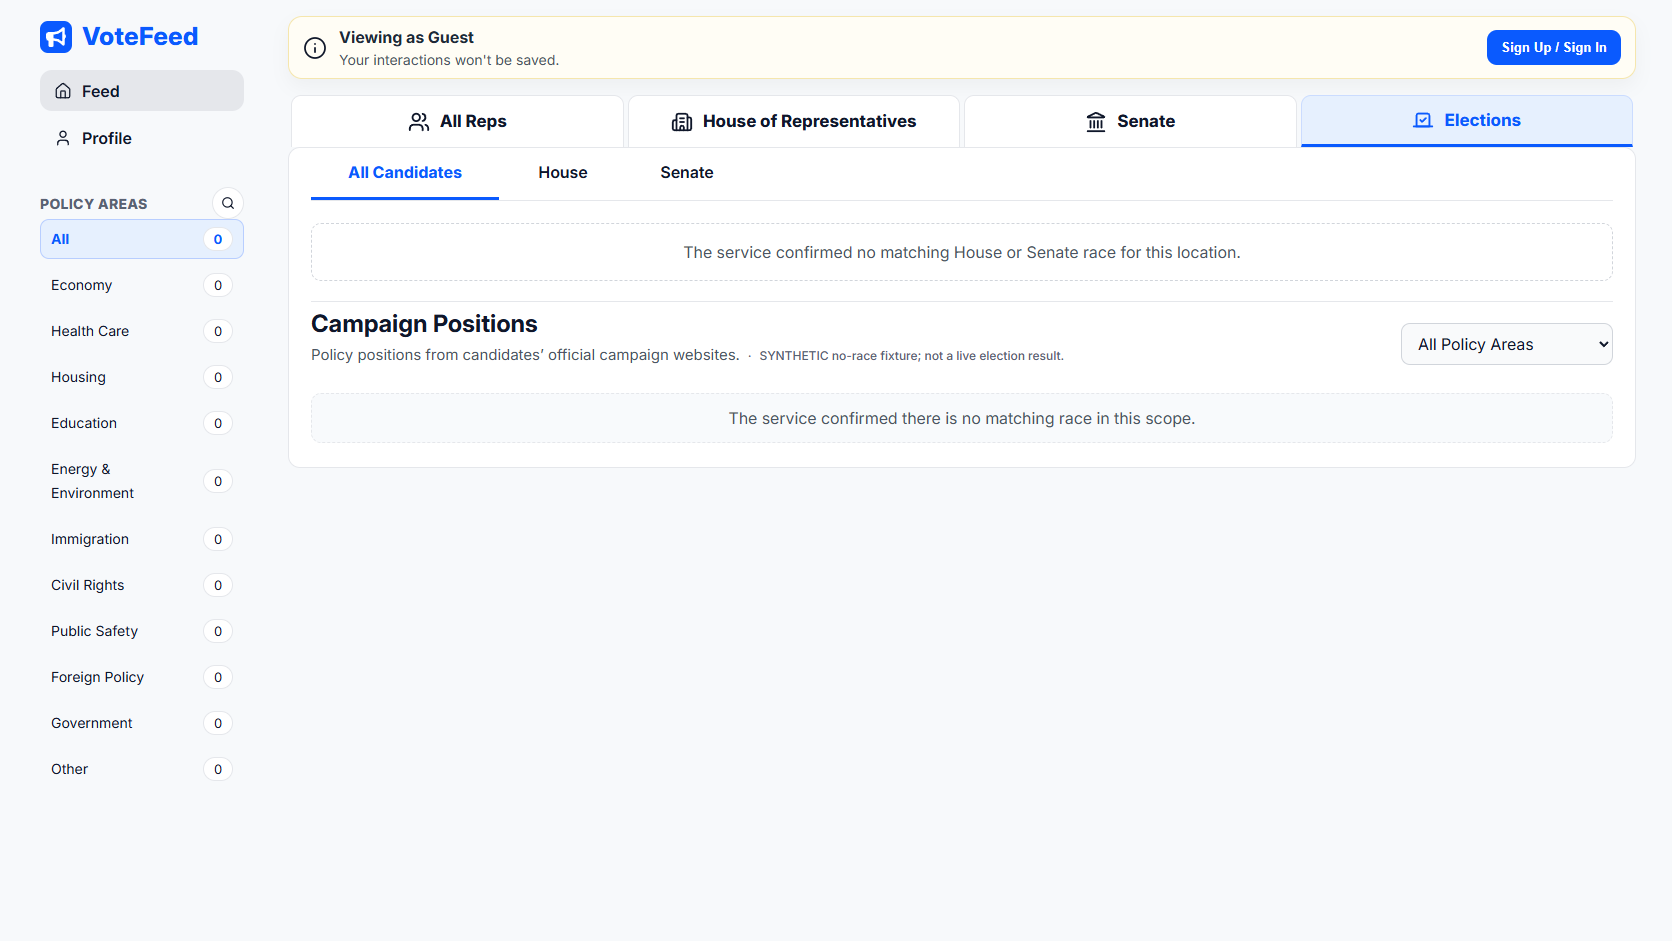 VoteFeed
Feed
Profile
POLICY AREAS
All 0
Economy 0
Health Care 0
Housing 0
Education 0
Energy &
Environment 0
Immigration 0
Civil Rights 0
Public Safety 0
Foreign Policy 0
Government 0
Other 0
Viewing as Guest
Your interactions won't be saved.
Sign Up / Sign In
All Reps
House of Representatives
Senate
Elections
All Candidates
House
Senate
The service confirmed no matching House or Senate race for this location.
Campaign Positions
Policy positions from candidates’ official campaign websites. · SYNTHETIC no-race fixture; not a live election result.
All Policy Areas
The service confirmed there is no matching race in this scope.